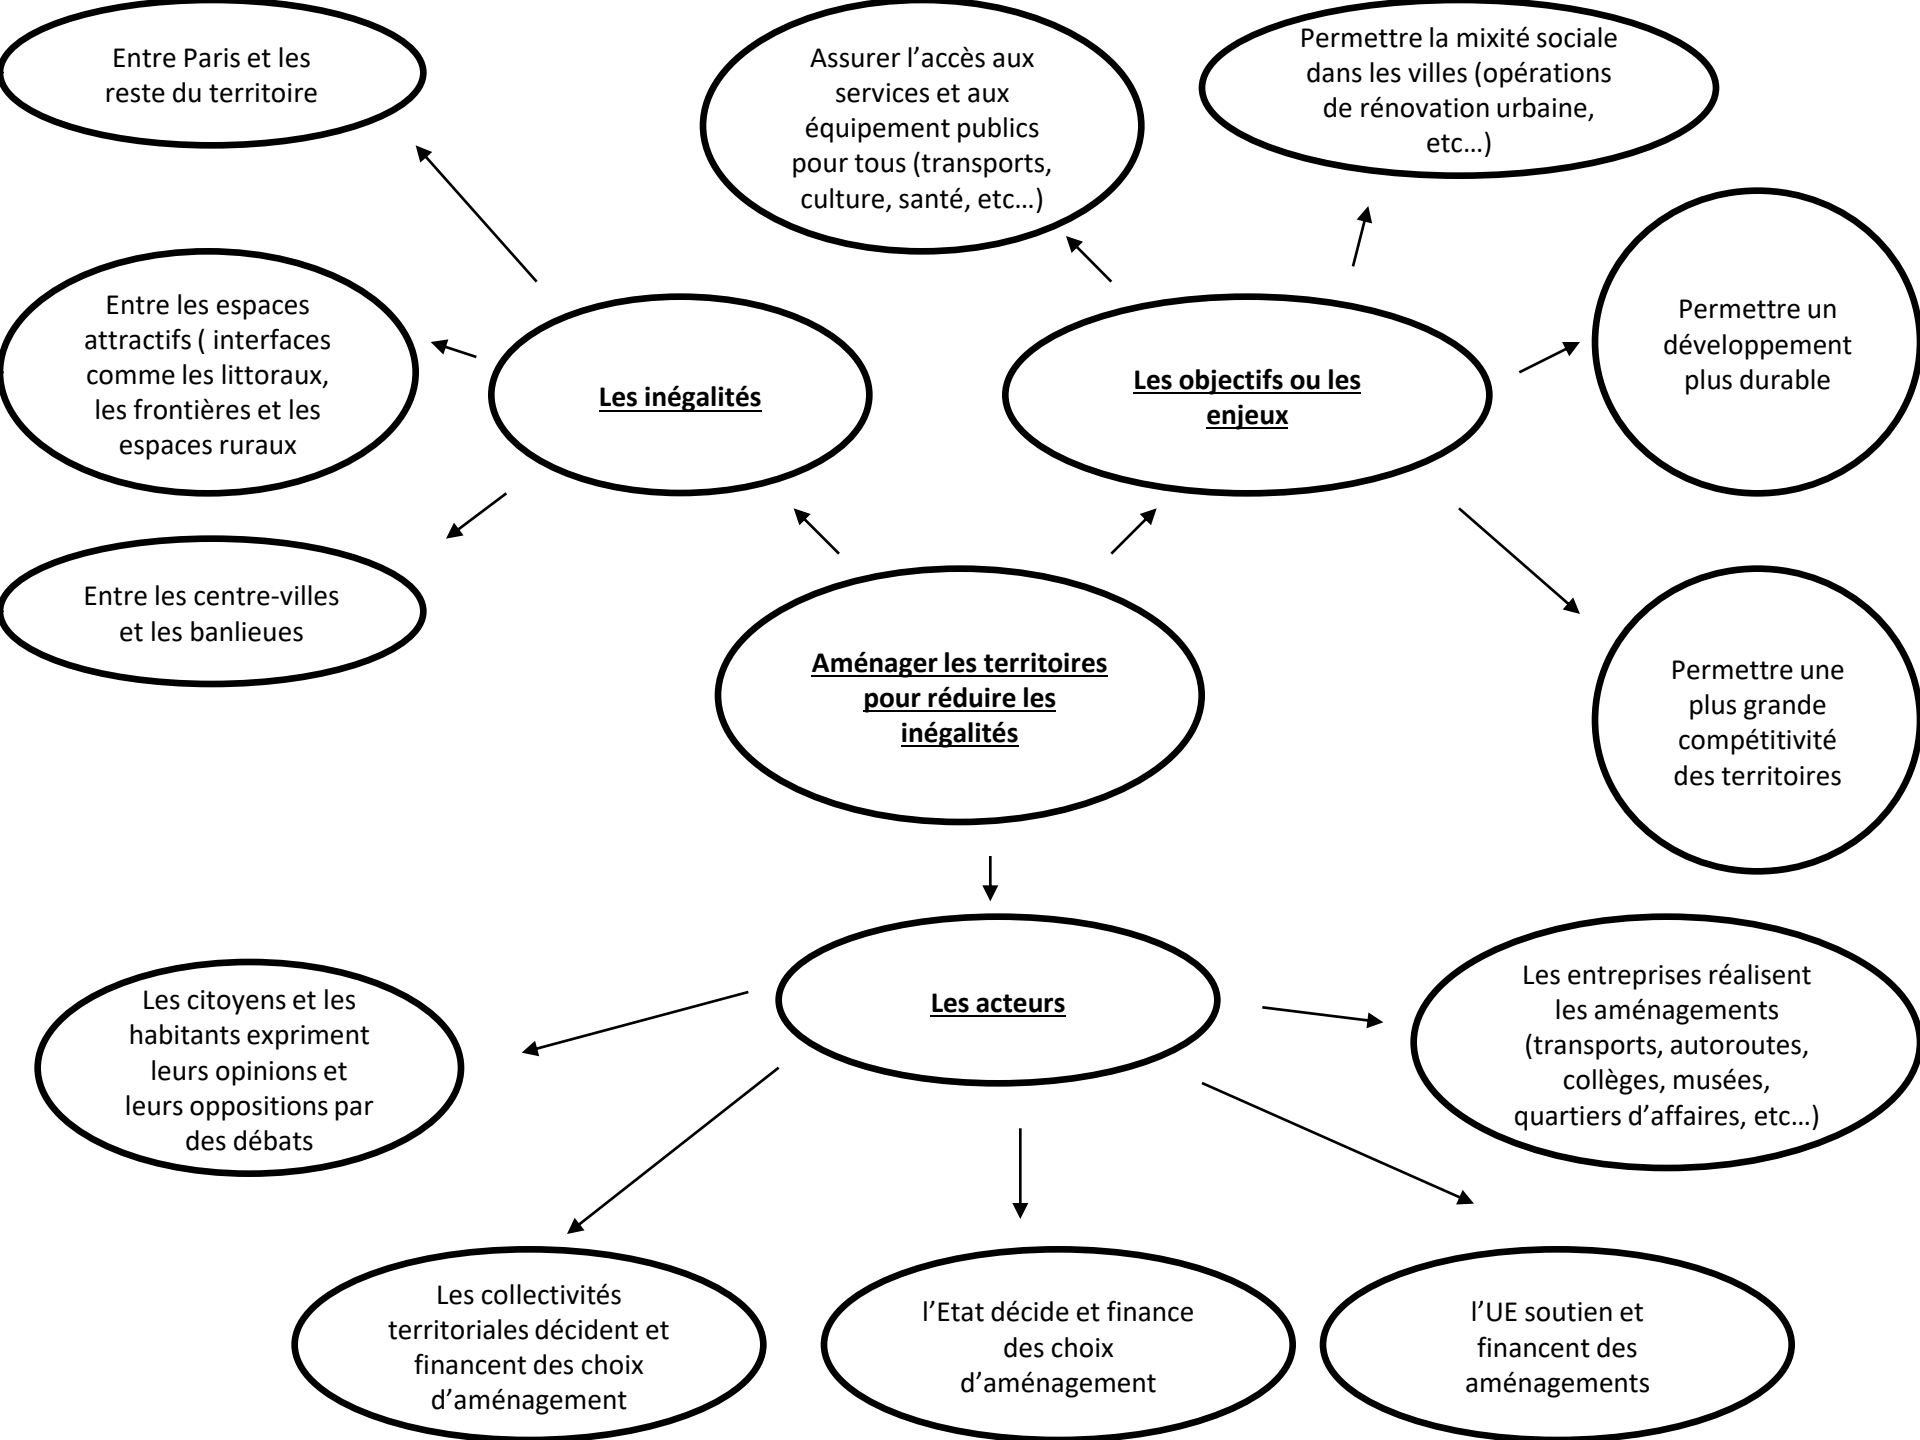 Entre Paris et les
reste du territoire
Assurer l’accès aux
services et aux
équipement publics
pour tous (transports,
culture, santé, etc…)
Permettre la mixité sociale
dans les villes (opérations
de rénovation urbaine,
etc…)
Entre les espaces
attractifs ( interfaces
comme les littoraux,
les frontières et les
espaces ruraux
Les inégalités
Les objectifs ou les
enjeux
Permettre un
développement
plus durable
Entre les centre-villes
et les banlieues
Aménager les territoires
pour réduire les
inégalités
Permettre une
plus grande
compétitivité
des territoires
Les acteurs
Les citoyens et les
habitants expriment
leurs opinions et
leurs oppositions par
des débats
Les entreprises réalisent
les aménagements
(transports, autoroutes,
collèges, musées,
quartiers d’affaires, etc…)
Les collectivités
territoriales décident et
financent des choix
d’aménagement
l’Etat décide et finance
des choix
d’aménagement
l’UE soutien et
financent des
aménagements